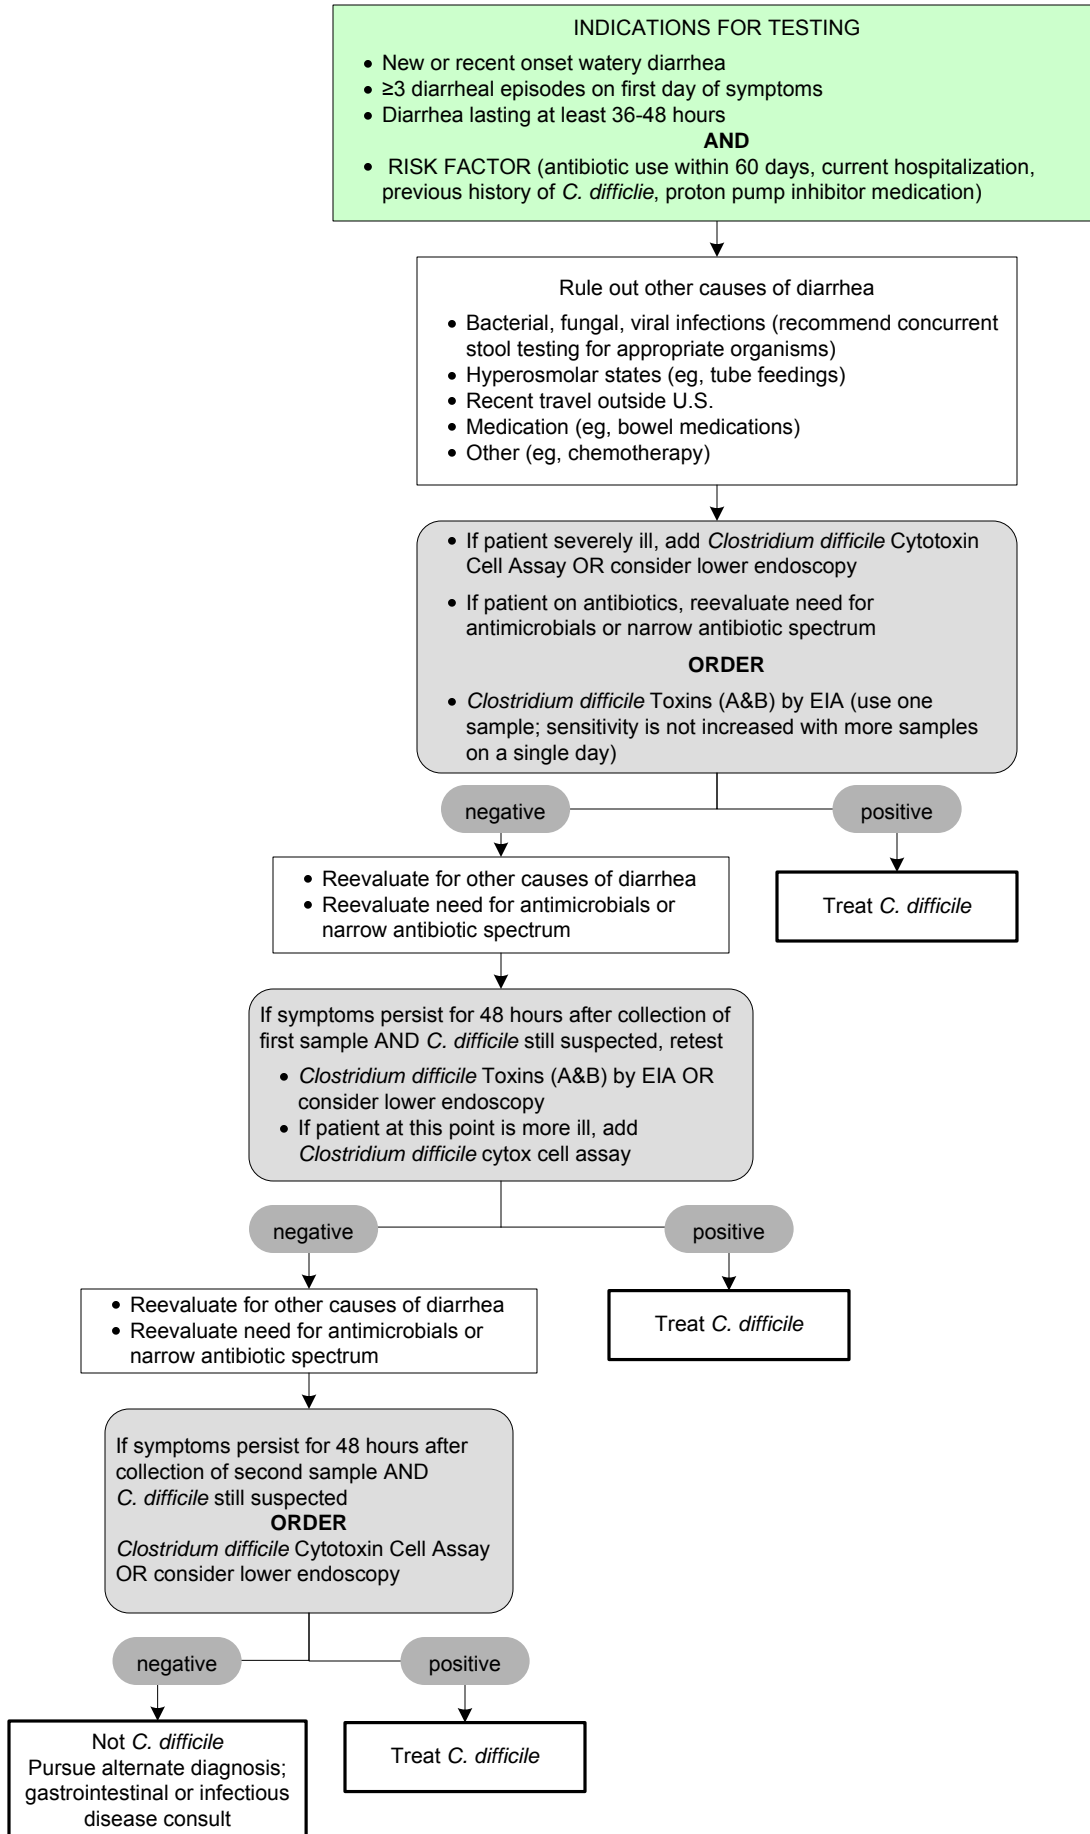 INDICATIONS FOR TESTING
• New or recent onset watery diarrhea
• ≥3 diarrheal episodes on first day of symptoms
• Diarrhea lasting at least 36-48 hours
AND
• RISK FACTOR (antibiotic use within 60 days, current hospitalization,
previous history of C. difficlie, proton pump inhibitor medication)
Rule out other causes of diarrhea
• Bacterial, fungal, viral infections (recommend concurrent
stool testing for appropriate organisms)
• Hyperosmolar states (eg, tube feedings)
• Recent travel outside U.S.
• Medication (eg, bowel medications)
• Other (eg, chemotherapy)
• If patient severely ill, add Clostridium difficile Cytotoxin
Cell Assay OR consider lower endoscopy
• If patient on antibiotics, reevaluate need for
antimicrobials or narrow antibiotic spectrum
ORDER
• Clostridium difficile Toxins (A&B) by EIA (use one
sample; sensitivity is not increased with more samples
on a single day)
negative
positive
• Reevaluate for other causes of diarrhea
• Reevaluate need for antimicrobials or
narrow antibiotic spectrum
Treat C. difficile
If symptoms persist for 48 hours after collection of
first sample AND C. difficile still suspected, retest
• Clostridium difficile Toxins (A&B) by EIA OR
consider lower endoscopy
• If patient at this point is more ill, add
Clostridium difficile cytox cell assay
negative
positive
• Reevaluate for other causes of diarrhea
• Reevaluate need for antimicrobials or
narrow antibiotic spectrum
Treat C. difficile
If symptoms persist for 48 hours after
collection of second sample AND
C. difficile still suspected
ORDER
Clostridum difficile Cytotoxin Cell Assay
OR consider lower endoscopy
negative
positive
Not C. difficile
Pursue alternate diagnosis;
gastrointestinal or infectious
disease consult
Treat C. difficile